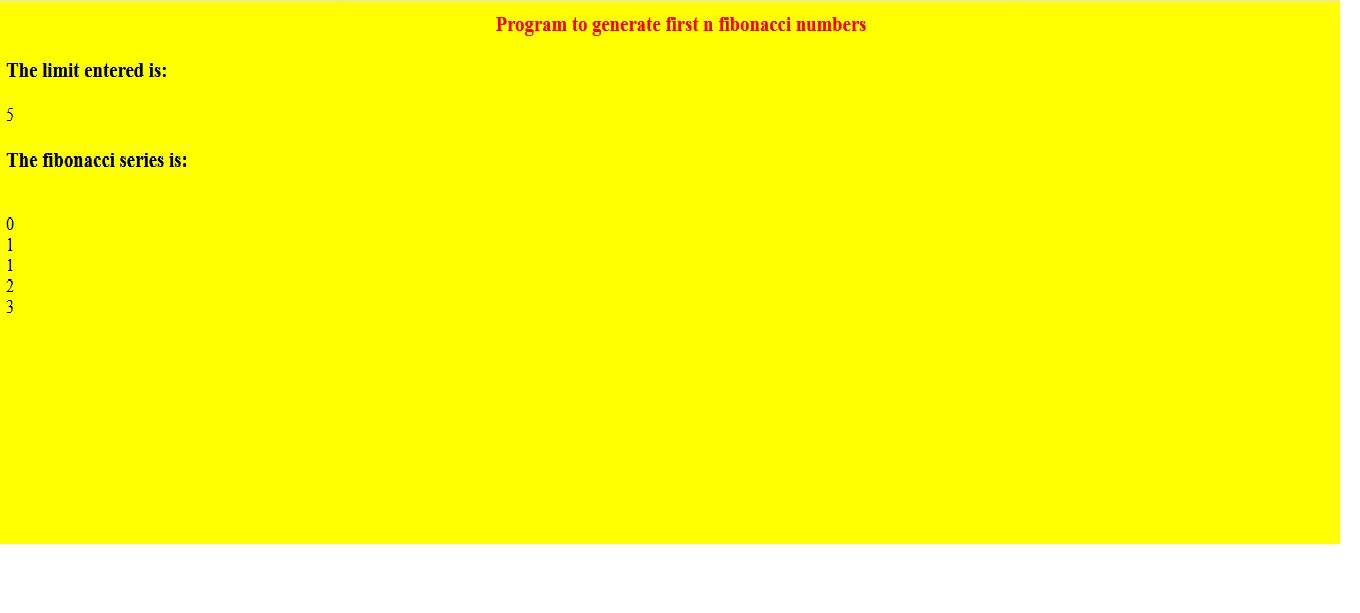 Program to generate first n fibonacci numbers
The limit entered is:
5
The fibonacci series is:
0
1
1
2
3